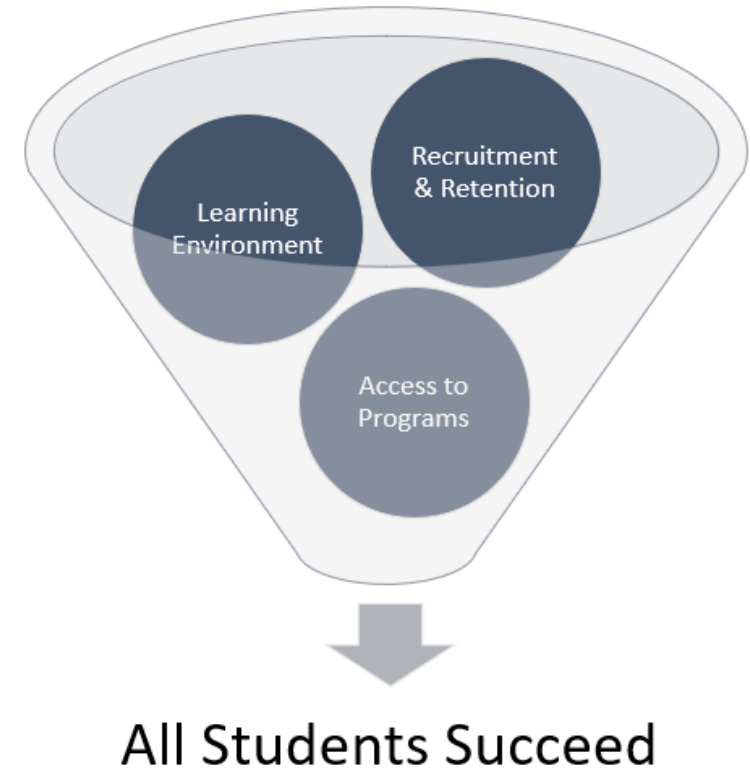 Recruitment
& Retention
Learning
Environment
Access to
Programs
All Students Succeed